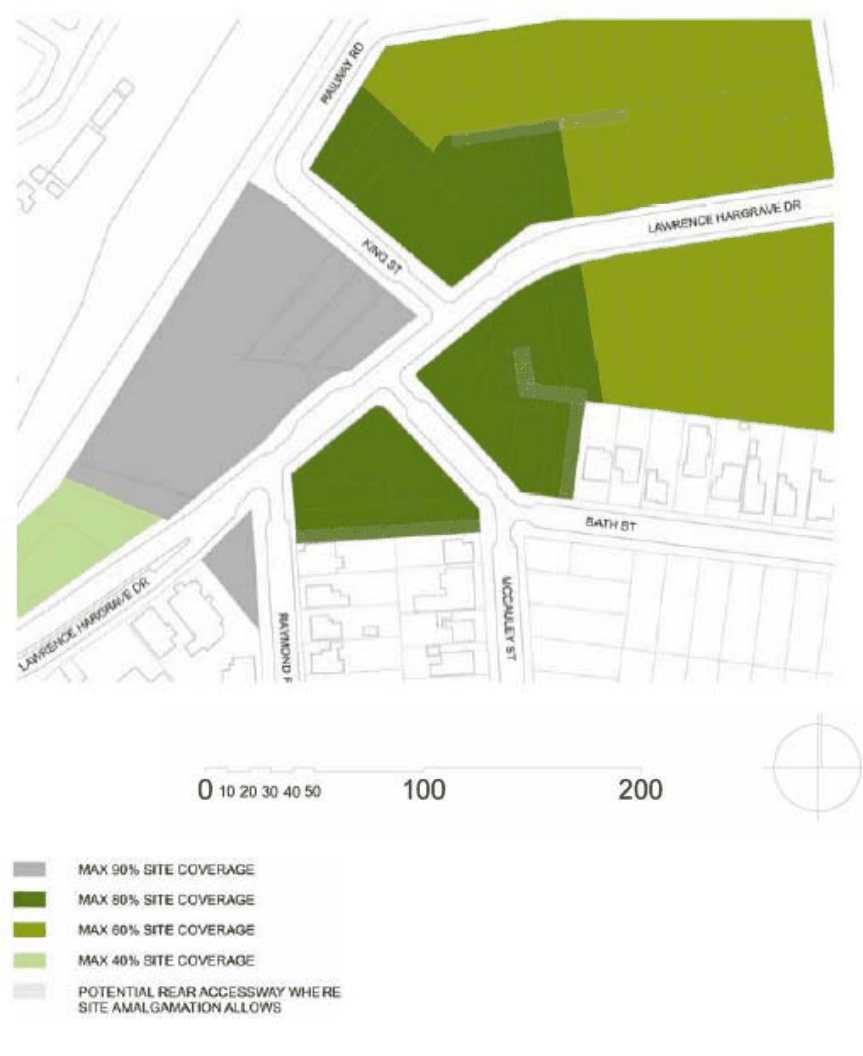 RAILWAY RD
LAWRENCE HARGRAVE DR
KING ST
BATH ST
LAWRENCE HARGRAVE DR
RAYMOND
MCCAULEY ST
0 10 20 30 40 50 100 200
MAX 90% SITE COVERAGE
MAX 80% SITE COVERAGE
MAX 60% SITE COVERAGE
MAX 40% SITE COVERAGE
POTENTIAL REAR ACCESSWAY WHERE
SITE AMALGAMATION ALLOWS